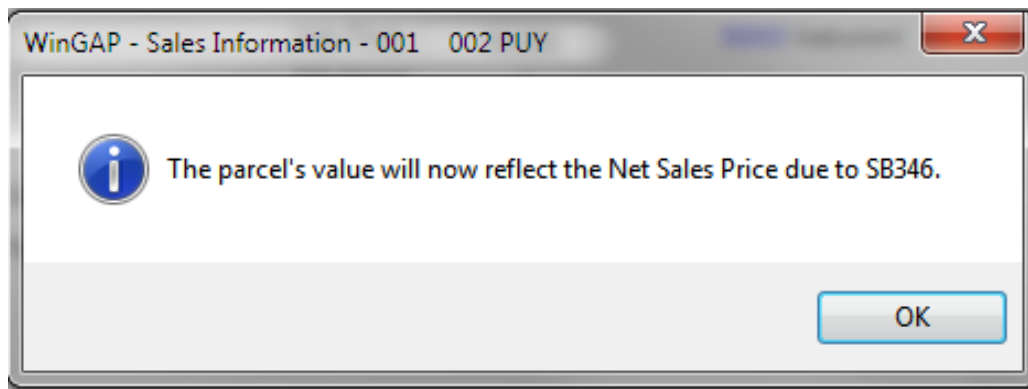 WinGAP - Sales Information - 001 002 PUY
The parcel's value will now reflect the Net Sales Price due to SB346.
OK